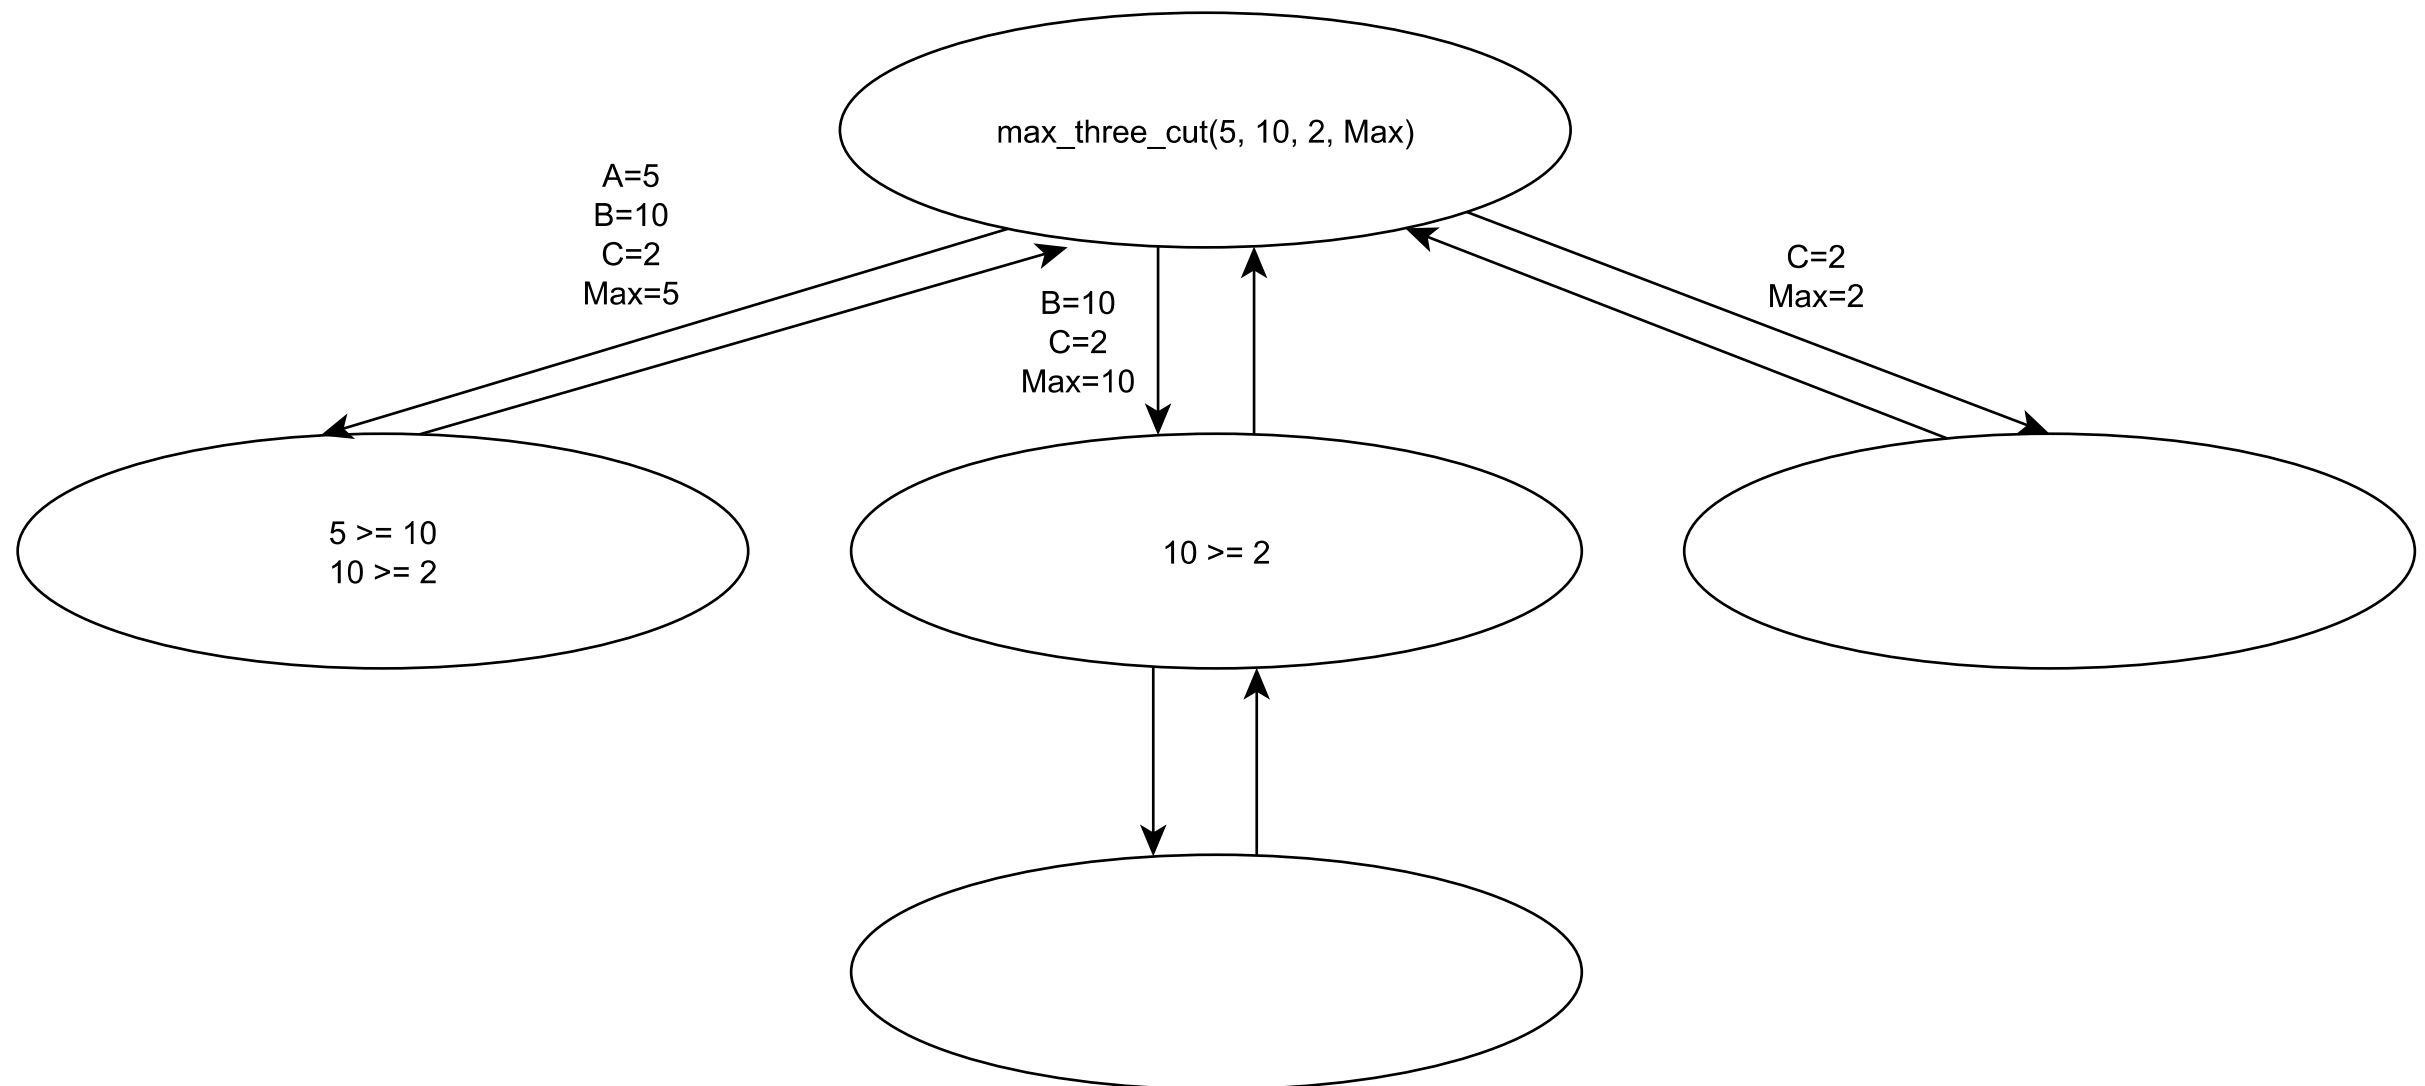 max_three_cut(5, 10, 2, Max)
A=5
B=10
C=2
Max=5
B=10
C=2
Max=10
C=2
Max=2
5 >= 10
10 >= 2
10 >= 2